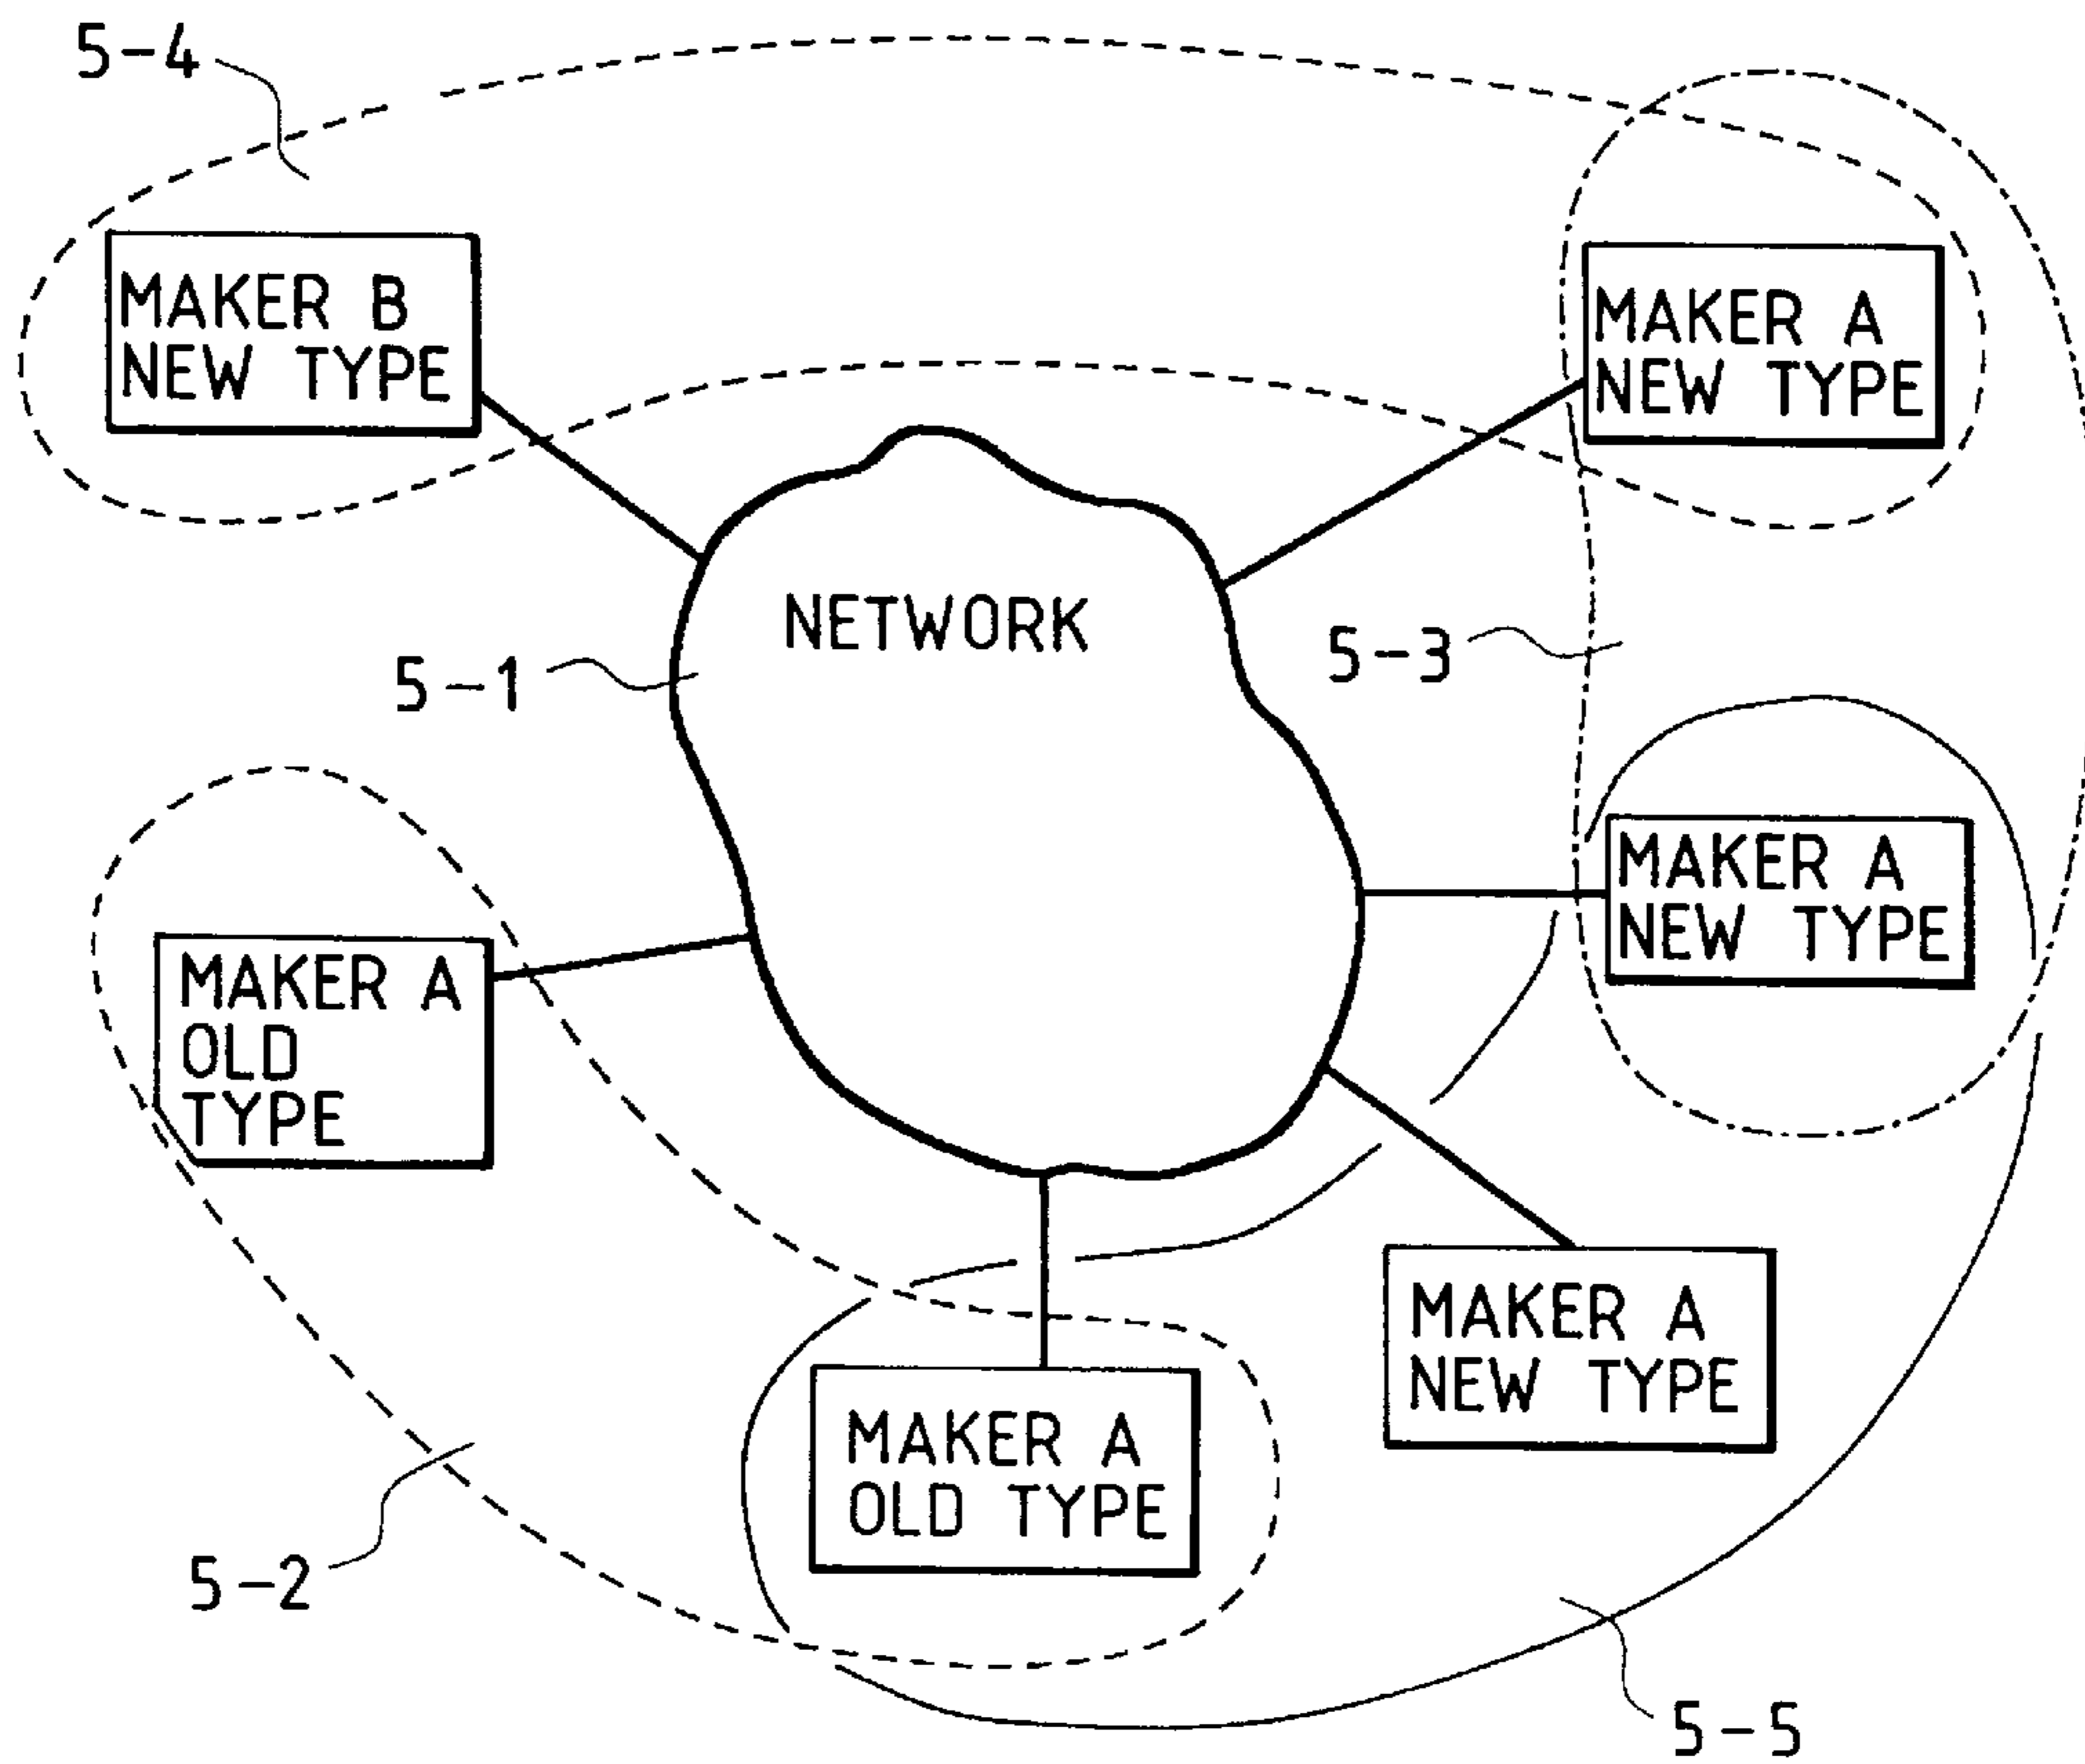 5-4
MAKER B
NEW TYPE
MAKER A
NEW TYPE
NETWORK
5-1
5-3
MAKER A
NEW TYPE
MAKER A
OLD
TYPE
MAKER A
NEW TYPE
MAKER A
OLD TYPE
5-2
5-5